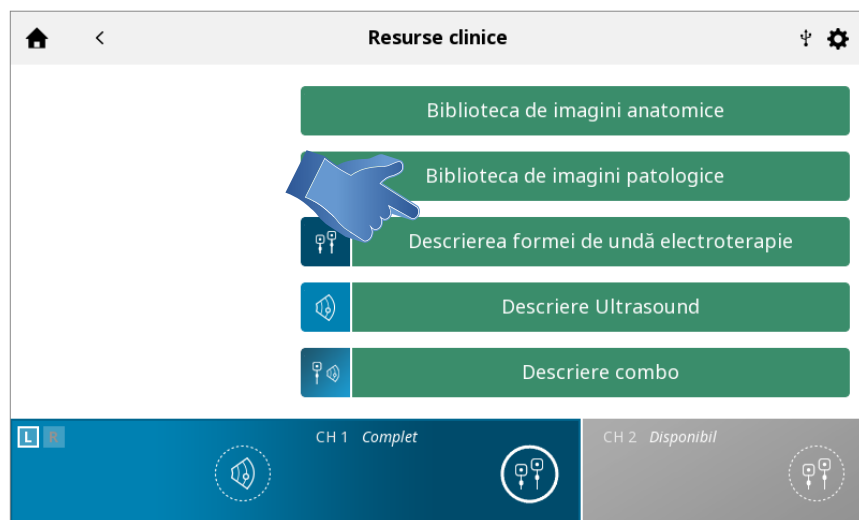 Resurse clinice
Biblioteca de imagini anatomice
Biblioteca de imagini patologice
Descrierea formei de undă electroterapie
Descriere Ultrasound
Descriere combo
L R
CH 1 Complet
CH 2 Disponibil